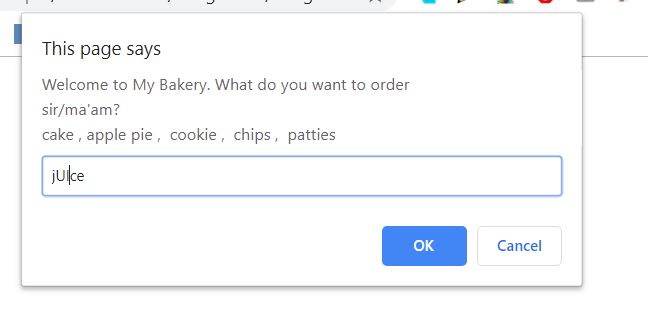 This page says
Welcome to My Bakery. What do you want to order
sir/ma'am?
cake , apple pie ,  cookie ,  chips ,  patties
jUIce
OK
Cancel